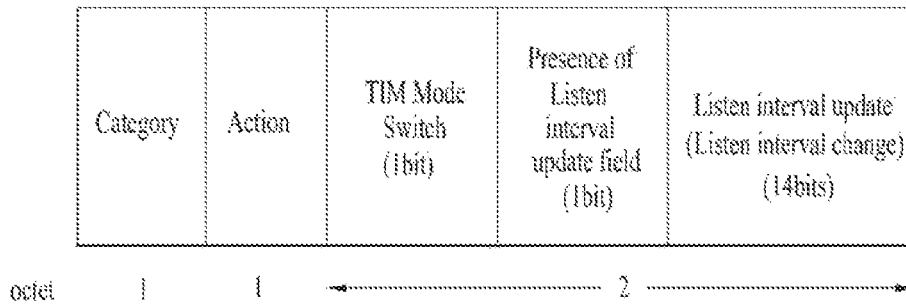 Category
Action
TIM Mode
Switch
(1bit)
Presence of
Listen
interval
update field
(1bit)
Listen interval update
(Listen interval change)
(14bits)
octet 1 1 2